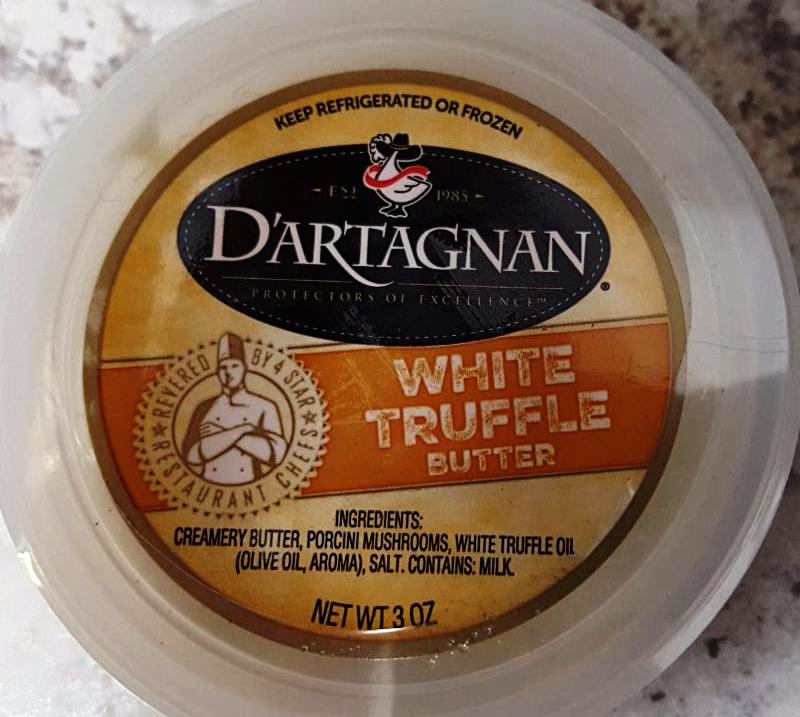 KEEP REFRIGERATED OR FROZEN
EST 1985
D'ARTAGNAN®
PROTECTORS OF EXCELLENCE™
REVERED BY 4 STAR
RESTAURANT CHEFS
WHITE
TRUFFLE
BUTTER
INGREDIENTS:
CREAMERY BUTTER, PORCINI MUSHROOMS, WHITE TRUFFLE OIL
(OLIVE OIL, AROMA), SALT. CONTAINS: MILK.
NET WT 3 OZ